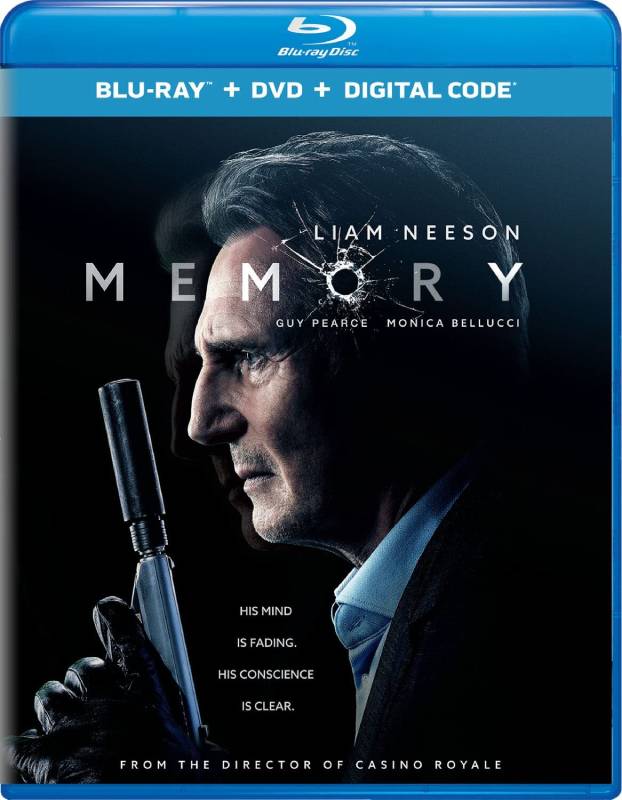 Blu-ray Disc
BLU-RAY™ + DVD + DIGITAL CODE*
LIAM NEESON
MEMORY
GUY PEARCE MONICA BELLUCCI
HIS MIND
IS FADING.
HIS CONSCIENCE
IS CLEAR.
FROM THE DIRECTOR OF CASINO ROYALE